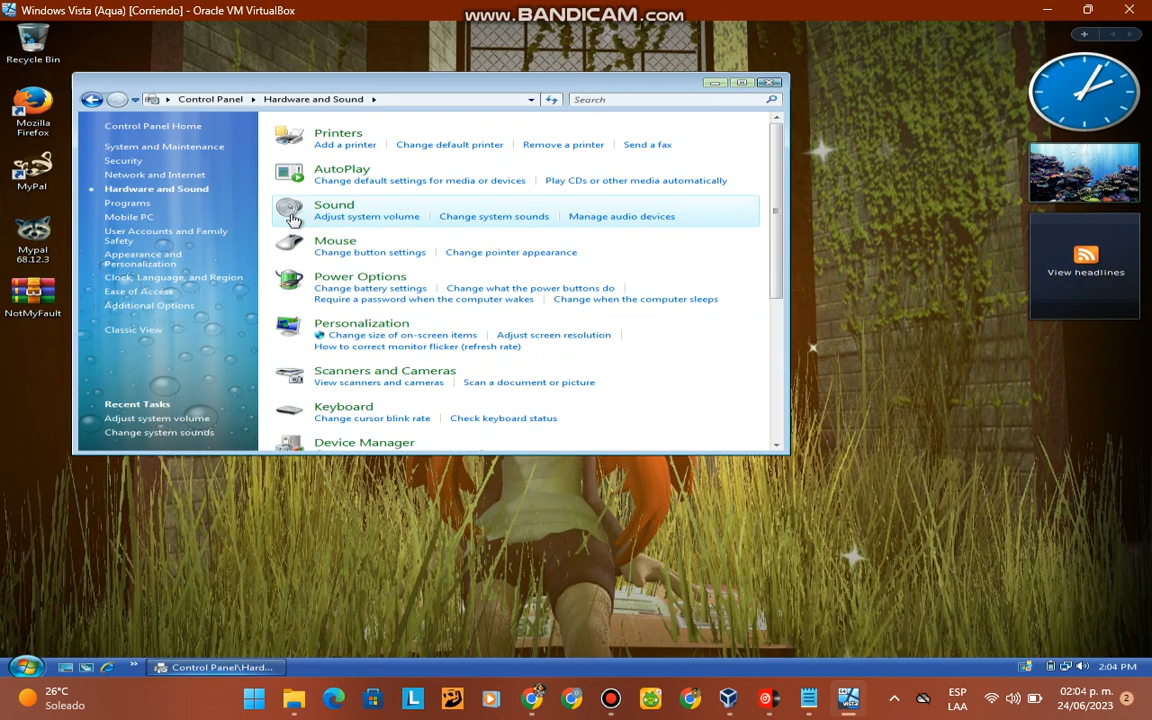 Windows Vista (Aqua) [Corriendo] - Oracle VM VirtualBox
www.BANDICAM.com
Recycle Bin
Mozilla
Firefox
MyPal
Mypal
68.12.3
NotMyFault
Control Panel
Hardware and Sound
Search
Control Panel Home
System and Maintenance
Security
Network and Internet
Hardware and Sound
Programs
Mobile PC
User Accounts and Family
Safety
Appearance and
Personalization
Clock, Language, and Region
Ease of Access
Additional Options
Classic View
Recent Tasks
Adjust system volume
Change system sounds
Printers
Add a printer
Change default printer
Remove a printer
Send a fax
AutoPlay
Change default settings for media or devices
Play CDs or other media automatically
Sound
Adjust system volume
Change system sounds
Manage audio devices
Mouse
Change button settings
Change pointer appearance
Power Options
Change battery settings
Change what the power buttons do
Require a password when the computer wakes
Change when the computer sleeps
Personalization
Change size of on-screen items
Adjust screen resolution
How to correct monitor flicker (refresh rate)
Scanners and Cameras
View scanners and cameras
Scan a document or picture
Keyboard
Change cursor blink rate
Check keyboard status
Device Manager
View headlines
Control Panel\Hard...
2:04 PM
26°C
Soleado
ESP
LAA
02:04 p. m.
24/06/2023
2